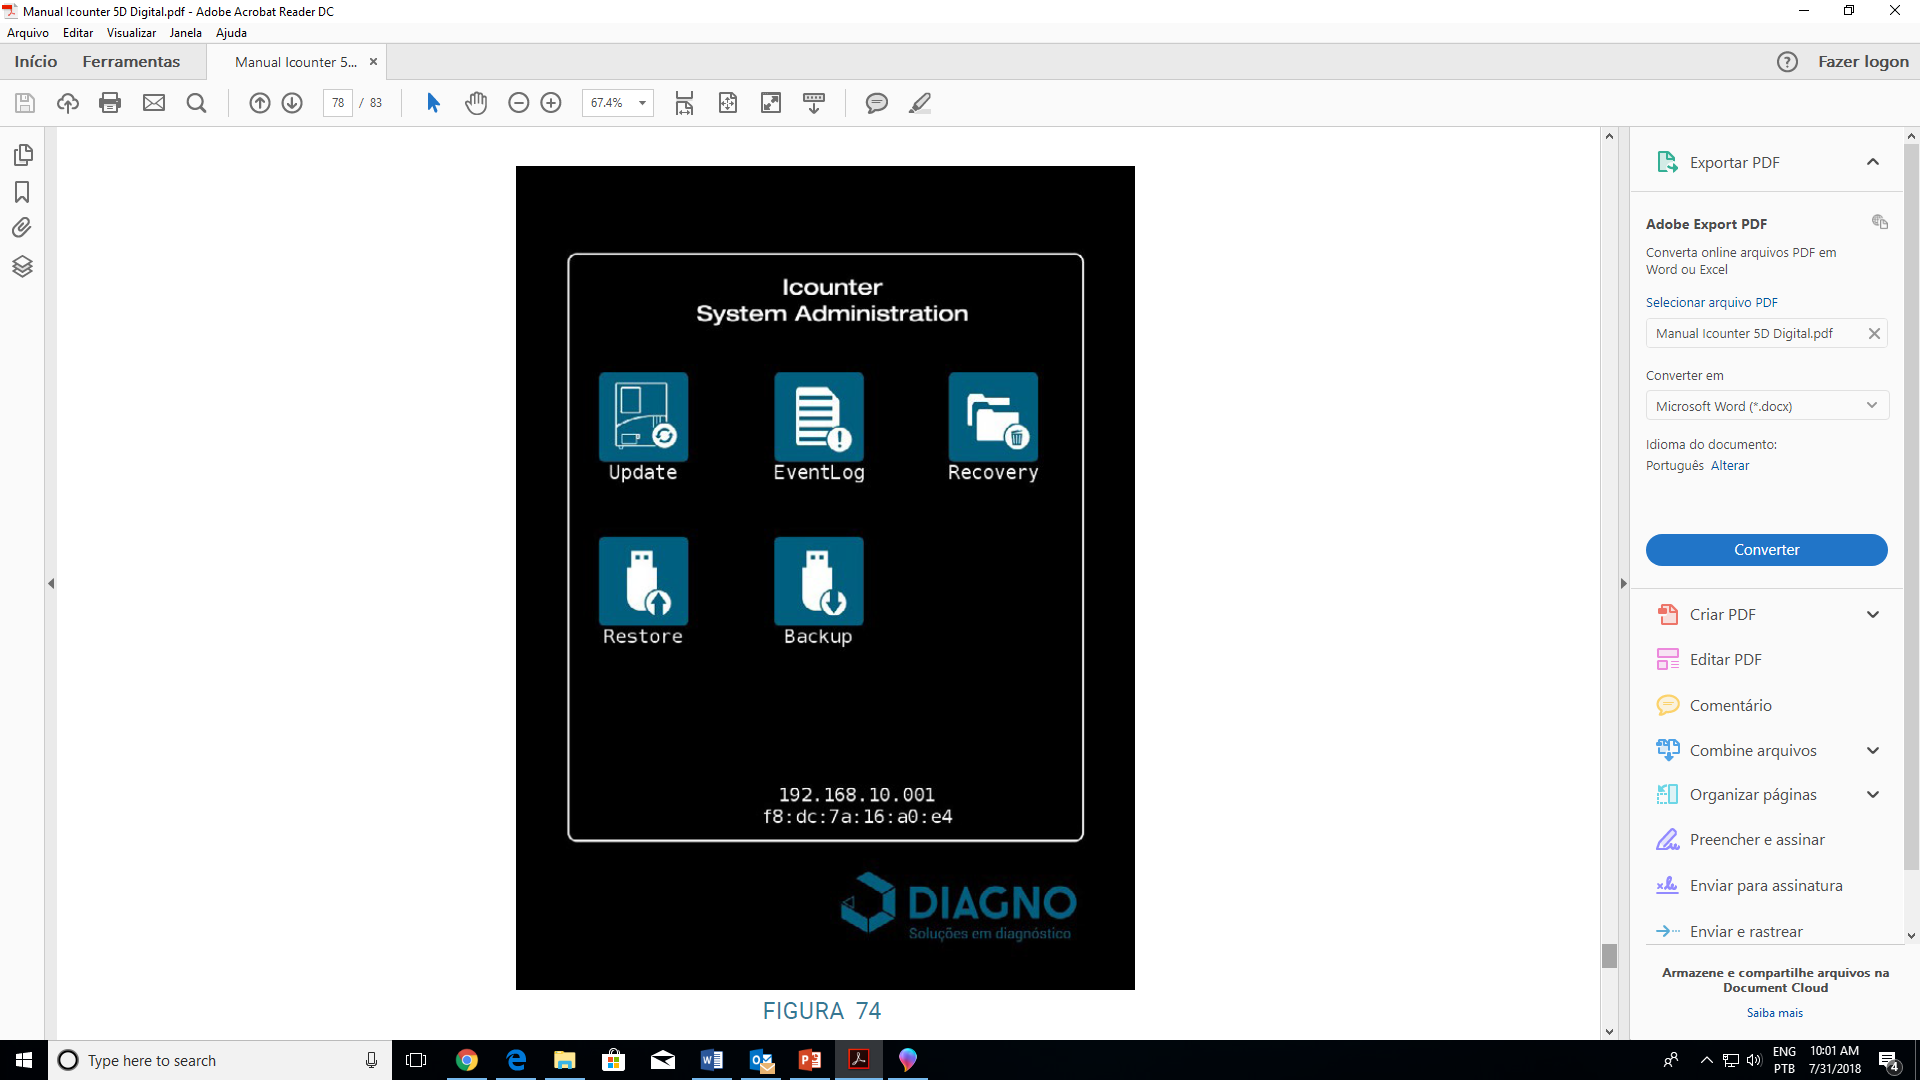 Manual Icounter 5D Digital.pdf - Adobe Acrobat Reader DC
Arquivo Editar Visualizar Janela Ajuda
Início Ferramentas Manual Icounter 5... Fazer logon
78 / 83 67.4%
Icounter
System Administration
Update EventLog Recovery
Restore Backup
192.168.10.001
f8:dc:7a:16:a0:e4
DIAGNO
Soluções em diagnóstico
FIGURA 74
Exportar PDF
Adobe Export PDF
Converta online arquivos PDF em
Word ou Excel
Selecionar arquivo PDF
Manual Icounter 5D Digital.pdf
Converter em
Microsoft Word (*.docx)
Idioma do documento:
Português Alterar
Converter
Criar PDF
Editar PDF
Comentário
Combine arquivos
Organizar páginas
Preencher e assinar
Enviar para assinatura
Enviar e rastrear
Armazene e compartilhe arquivos na
Document Cloud
Saiba mais
Type here to search
ENG 10:01 AM
PTB 7/31/2018
4